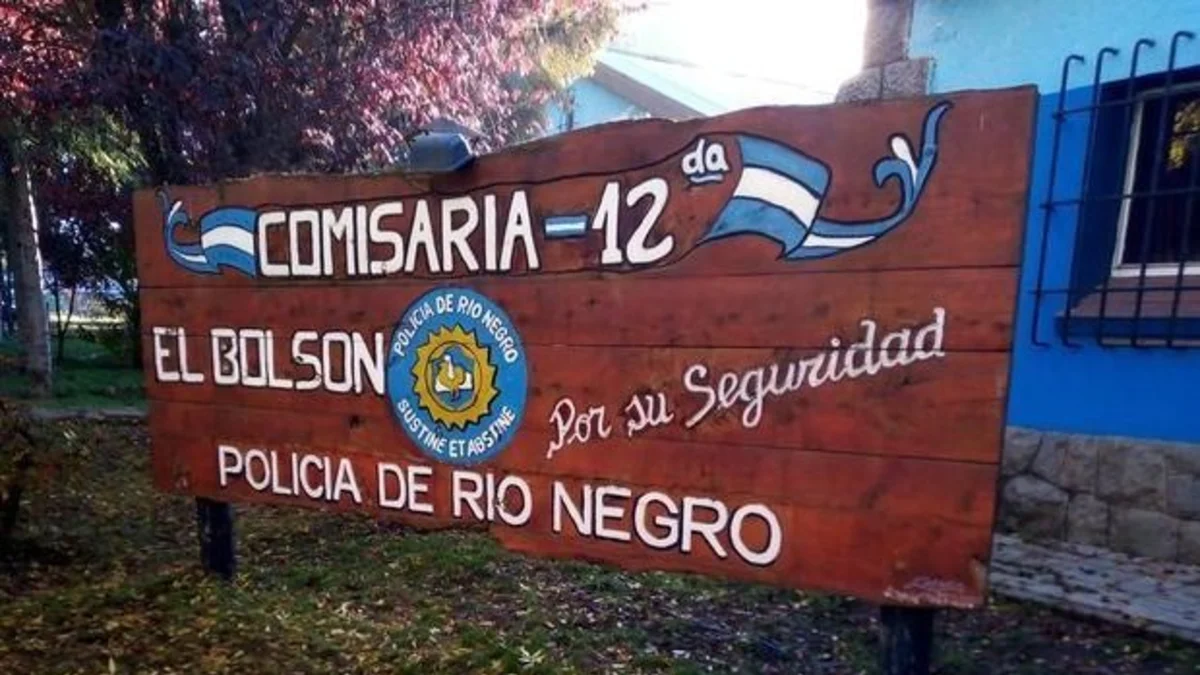 COMISARIA - 12da
EL BOLSON
POLICIA DE RIO NEGRO
SUSTINE ET ABSTINE
Por su Seguridad
POLICIA DE RIO NEGRO